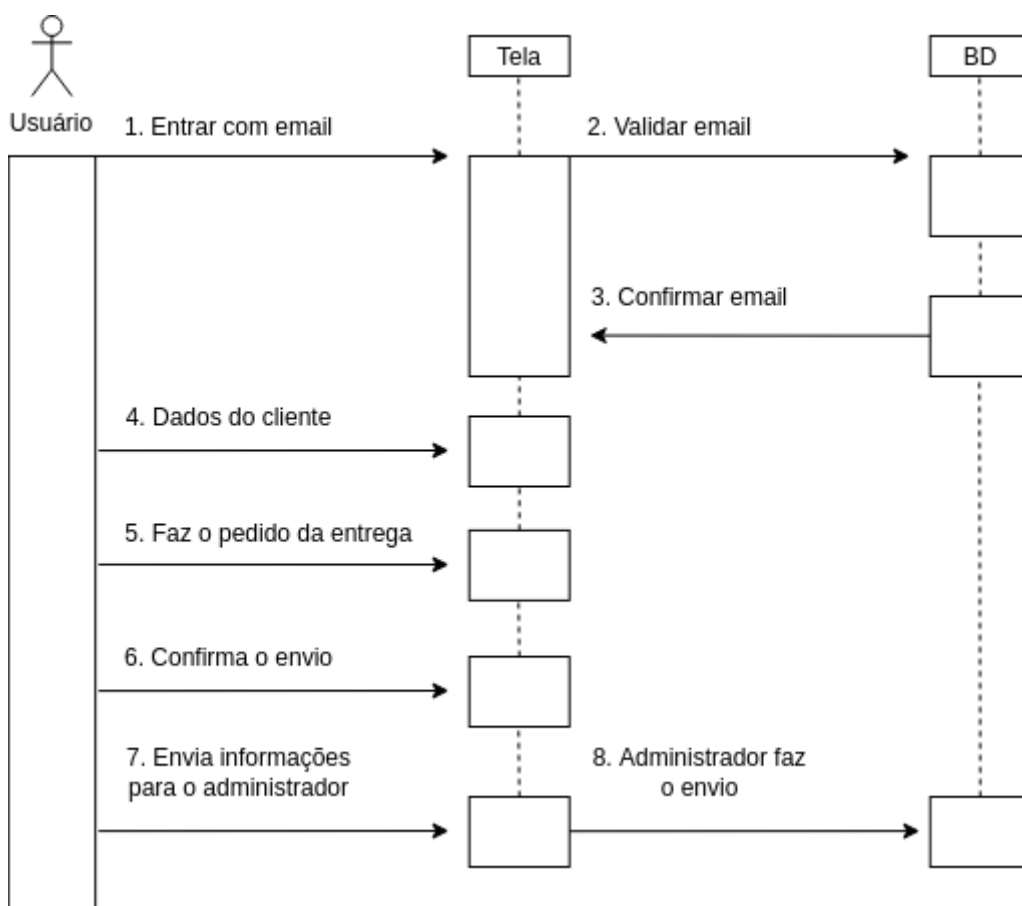 Tela
BD
Usuário
1. Entrar com email
2. Validar email
3. Confirmar email
4. Dados do cliente
5. Faz o pedido da entrega
6. Confirma o envio
7. Envia informações
para o administrador
8. Administrador faz
o envio